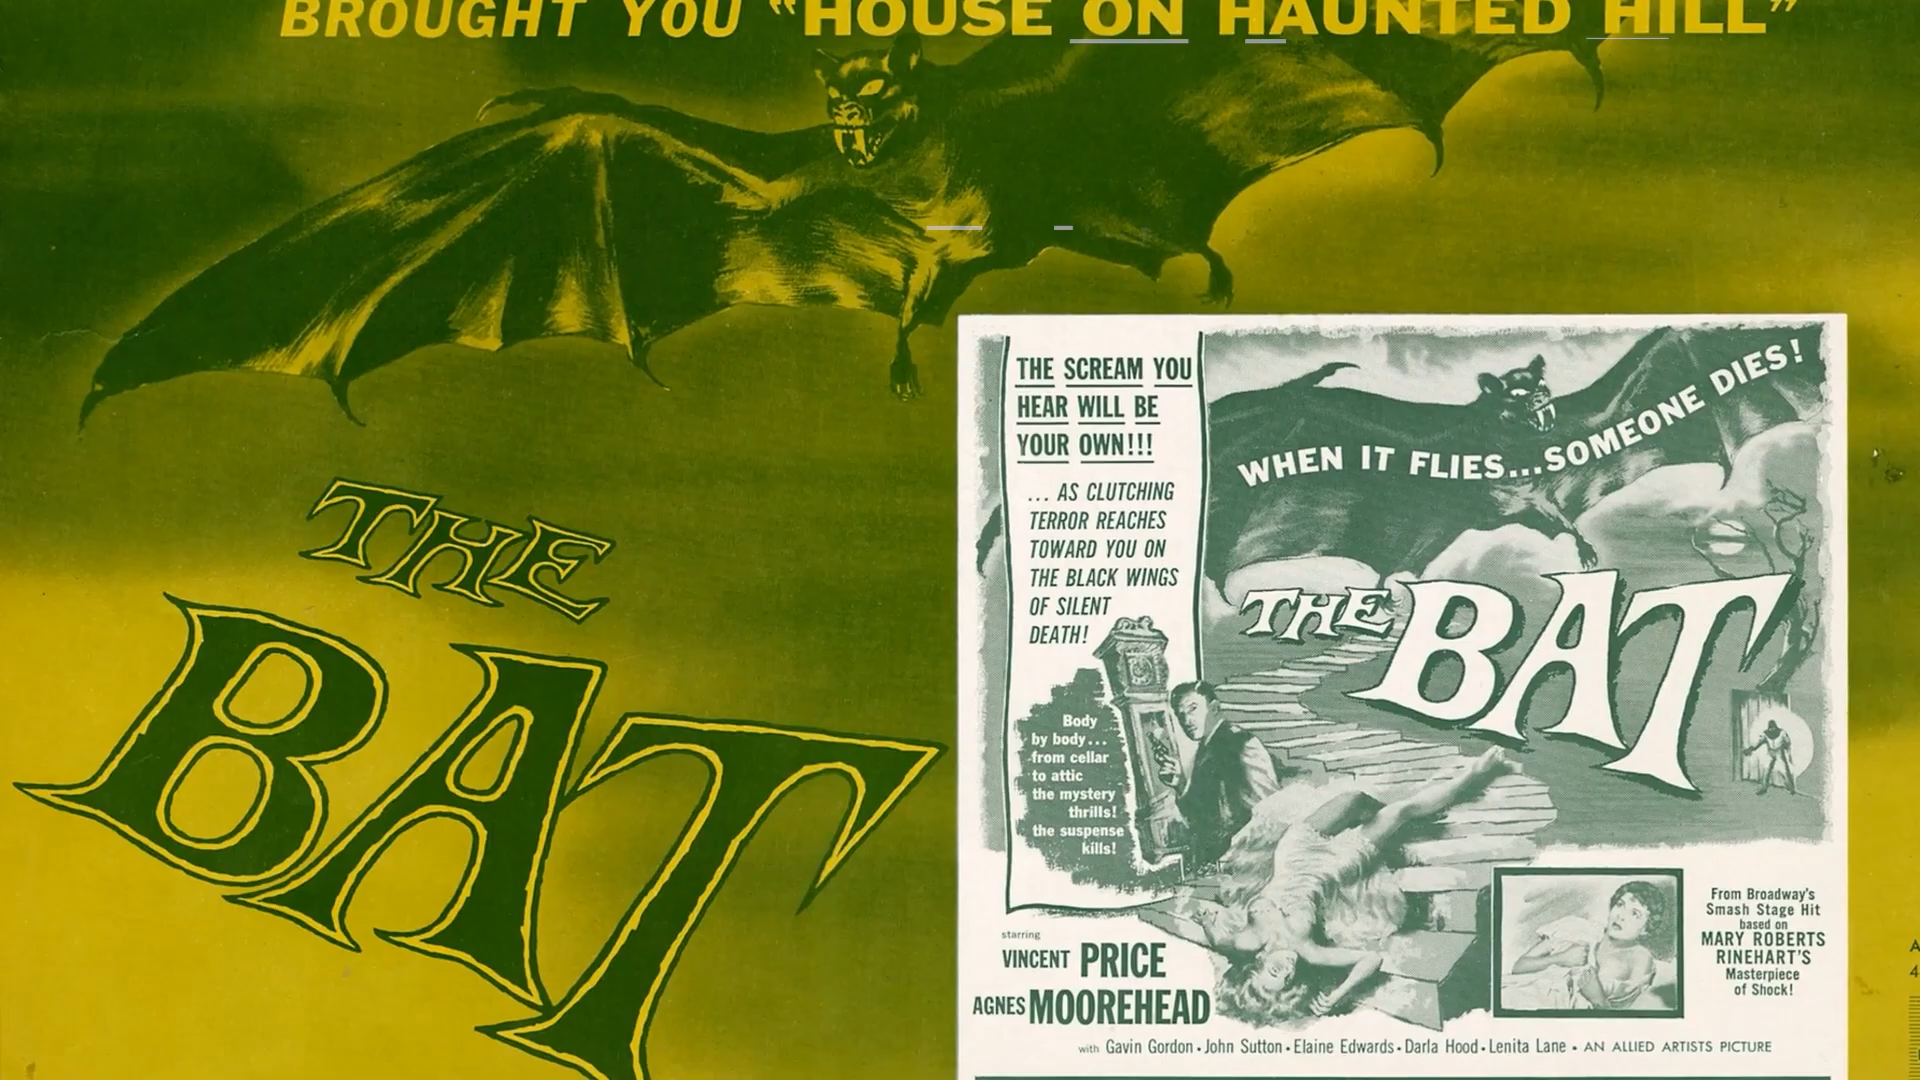 BROUGHT YOU "HOUSE ON HAUNTED HILL"
THE
BAT
THE SCREAM YOU
HEAR WILL BE
YOUR OWN!!!
... AS CLUTCHING
TERROR REACHES
TOWARD YOU ON
THE BLACK WINGS
OF SILENT
DEATH!
WHEN IT FLIES...SOMEONE DIES!
THE BAT
Body
by body...
from cellar
to attic
the mystery
thrills!
the suspense
kills!
starring
VINCENT PRICE
AGNES MOOREHEAD
From Broadway's
Smash Stage Hit
based on
MARY ROBERTS
RINEHART'S
Masterpiece
of Shock!
with Gavin Gordon • John Sutton • Elaine Edwards • Darla Hood • Lenita Lane • AN ALLIED ARTISTS PICTURE